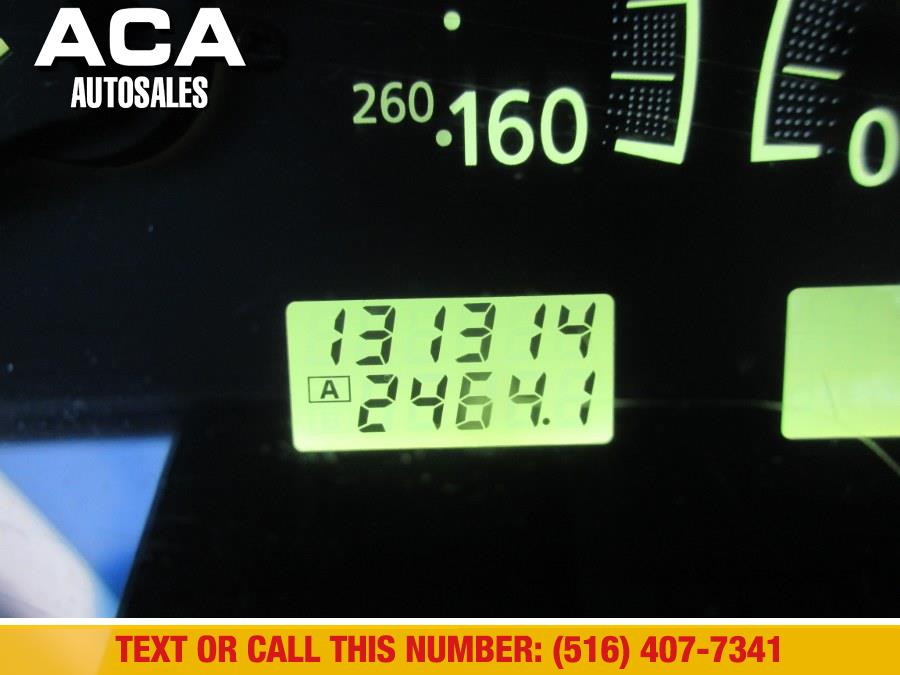 ACA
AUTOSALES
260
160
0
131314
A 2464.1
TEXT OR CALL THIS NUMBER: (516) 407-7341